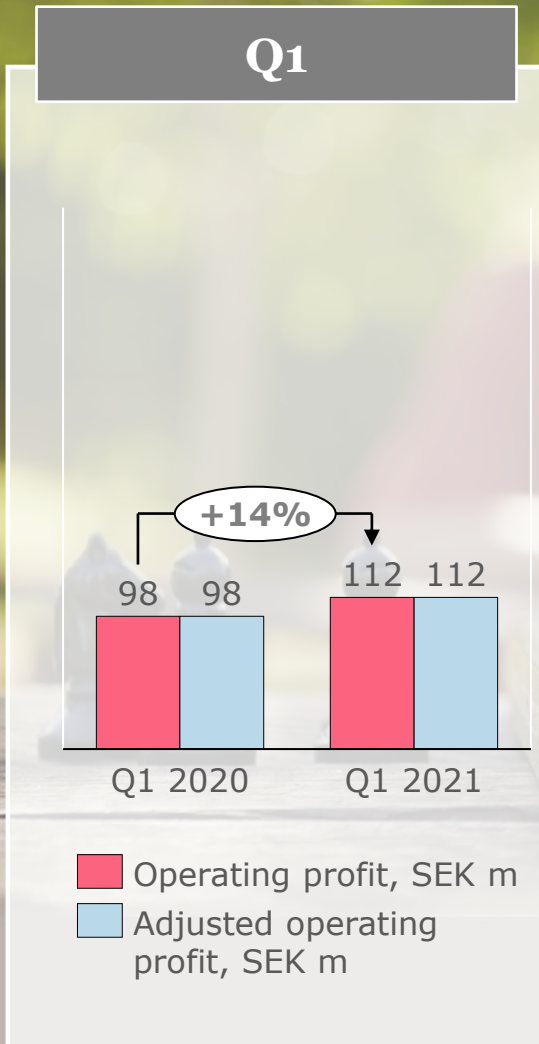 Q1
+14%
98 98
112 112
Q1 2020 Q1 2021
Operating profit, SEK m
Adjusted operating
profit, SEK m